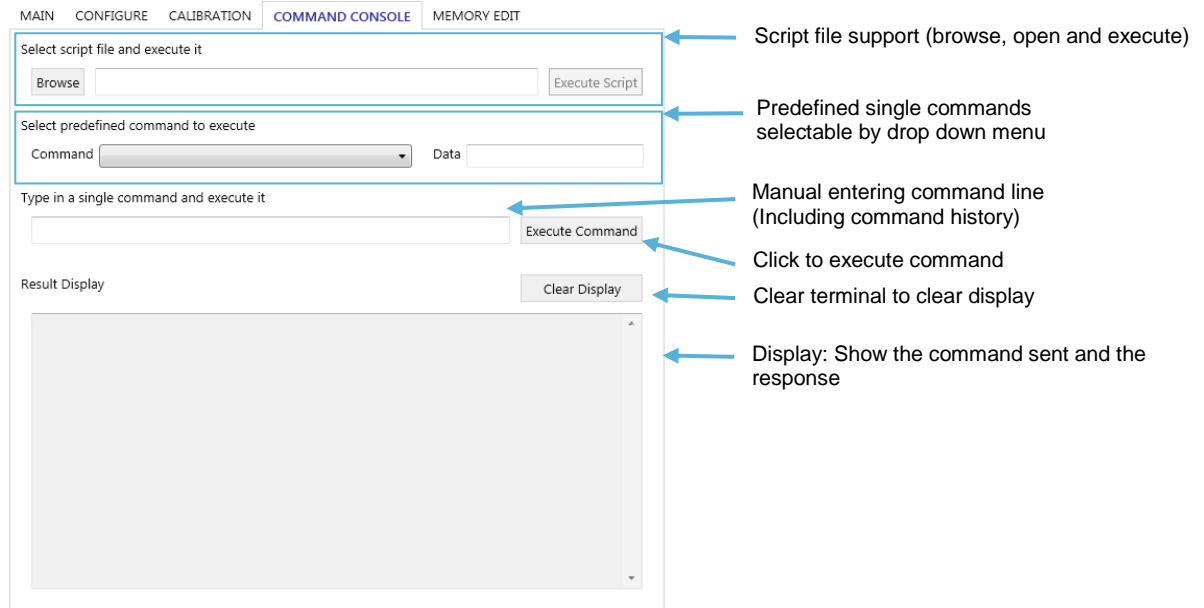 MAIN CONFIGURE CALIBRATION COMMAND CONSOLE MEMORY EDIT
Select script file and execute it
Browse Execute Script
Select predefined command to execute
Command Data
Type in a single command and execute it
Execute Command
Result Display
Clear Display
Script file support (browse, open and execute)
Predefined single commands
selectable by drop down menu
Manual entering command line
(Including command history)
Click to execute command
Clear terminal to clear display
Display: Show the command sent and the
response